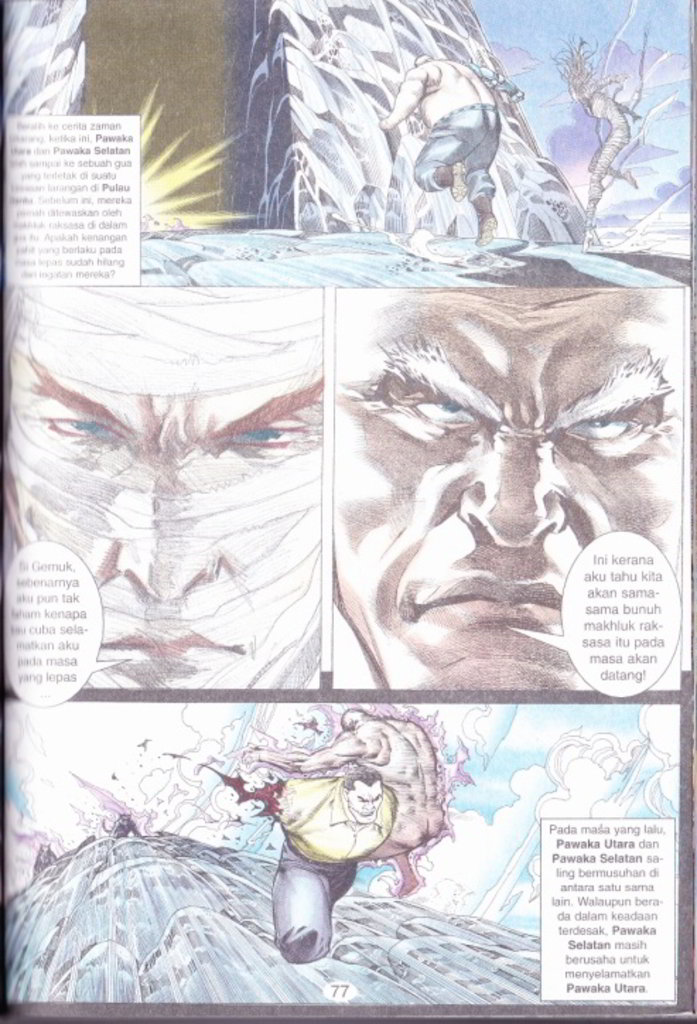 Beralih ke cerita zaman
sekarang, ketika ini, Pawaka
Utara dan Pawaka Selatan
telah sampai ke sebuah gua
yang terletak di suatu
kawasan larangan di Pulau
Sebelum ini, mereka
pernah ditewaskan oleh
makhluk raksasa di dalam
gua itu. Apakah kenangan
pahit yang berlaku pada
masa lepas sudah hilang
dari ingatan mereka?
Si Gemuk,
sebenarnya
aku pun tak
faham kenapa
kau cuba sela-
matkan aku
pada masa
yang lepas
...
Ini kerana
aku tahu kita
akan sama-
sama bunuh
makhluk rak-
sasa itu pada
masa akan
datang!
Pada masa yang lalu,
Pawaka Utara dan
Pawaka Selatan sa-
ling bermusuhan di
antara satu sama
lain. Walaupun bera-
da dalam keadaan
terdesak, Pawaka
Selatan masih
berusaha untuk
menyelamatkan
Pawaka Utara.
77